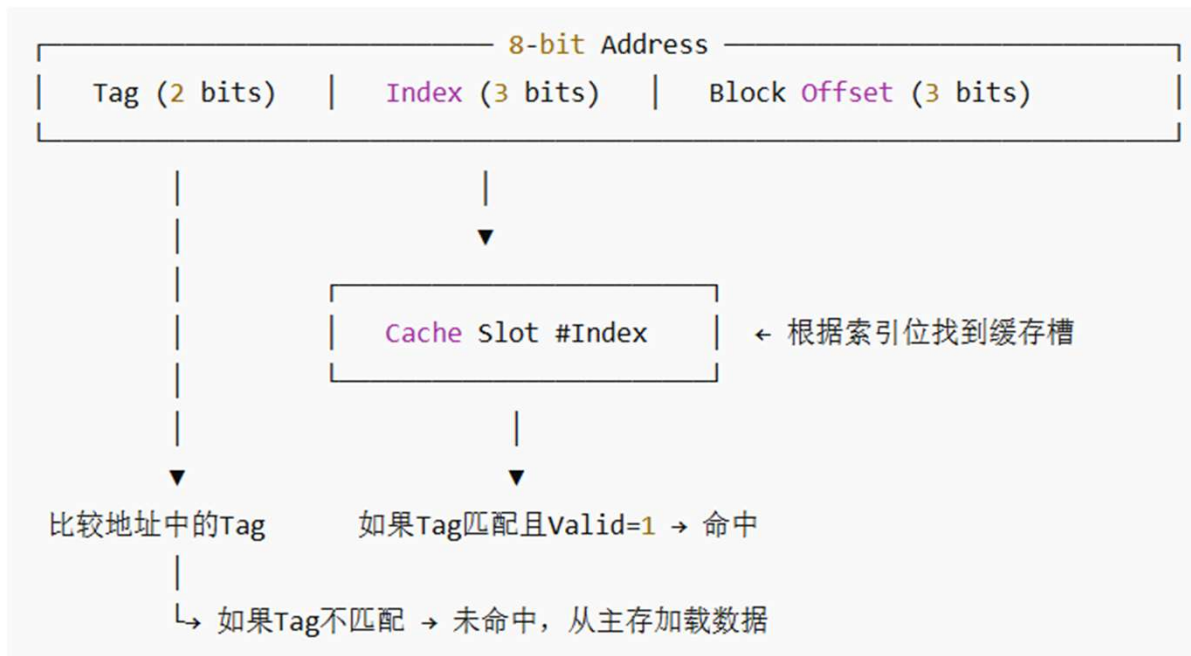 8-bit Address
Tag (2 bits) | Index (3 bits) | Block Offset (3 bits)
Cache Slot #Index ← 根据索引位找到缓存槽
比较地址中的Tag 如果Tag匹配且Valid=1 → 命中
如果Tag不匹配 → 未命中，从主存加载数据